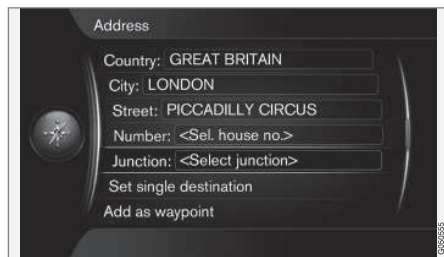 Address
Country: GREAT BRITAIN
City: LONDON
Street: PICCADILLY CIRCUS
Number: <Sel. house no.>
Junction: <Select junction>
Set single destination
Add as waypoint
G050555